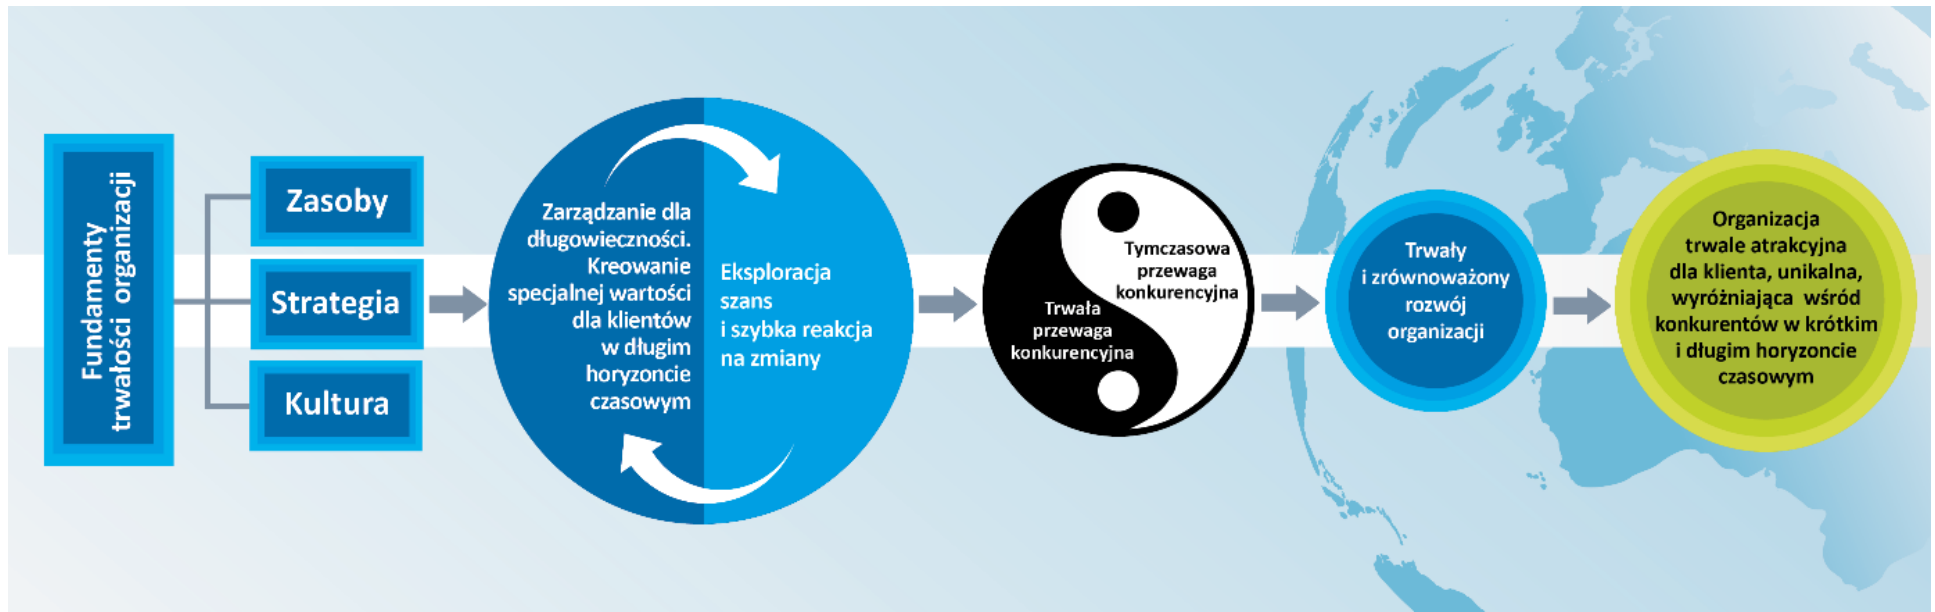 Fundamenty
trwałości organizacji
Zasoby
Strategia
Kultura
Zarządzanie dla
długowieczności.
Kreowanie
specjalnej wartości
dla klientów
w długim
horyzoncie
czasowym
Eksploracja
szans
i szybka reakcja
na zmiany
Tymczasowa
przewaga
konkurencyjna
Trwała
przewaga
konkurencyjna
Trwały
i zrównoważony
rozwój
organizacji
Organizacja
trwale atrakcyjna
dla klienta, unikalna,
wyróżniająca wśród
konkurentów w krótkim
i długim horyzoncie
czasowym